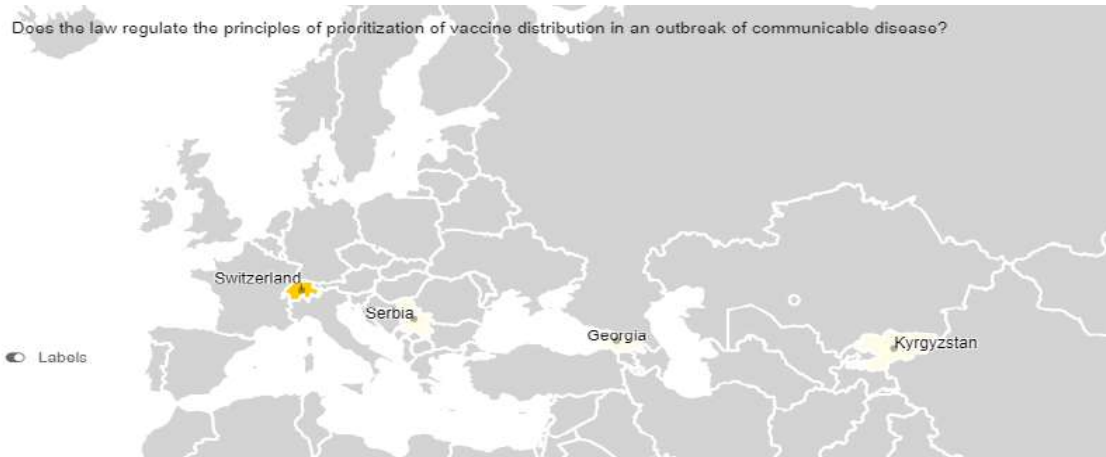 Does the law regulate the principles of prioritization of vaccine distribution in an outbreak of communicable disease?
Switzerland
Serbia
Georgia
Kyrgyzstan
Labels